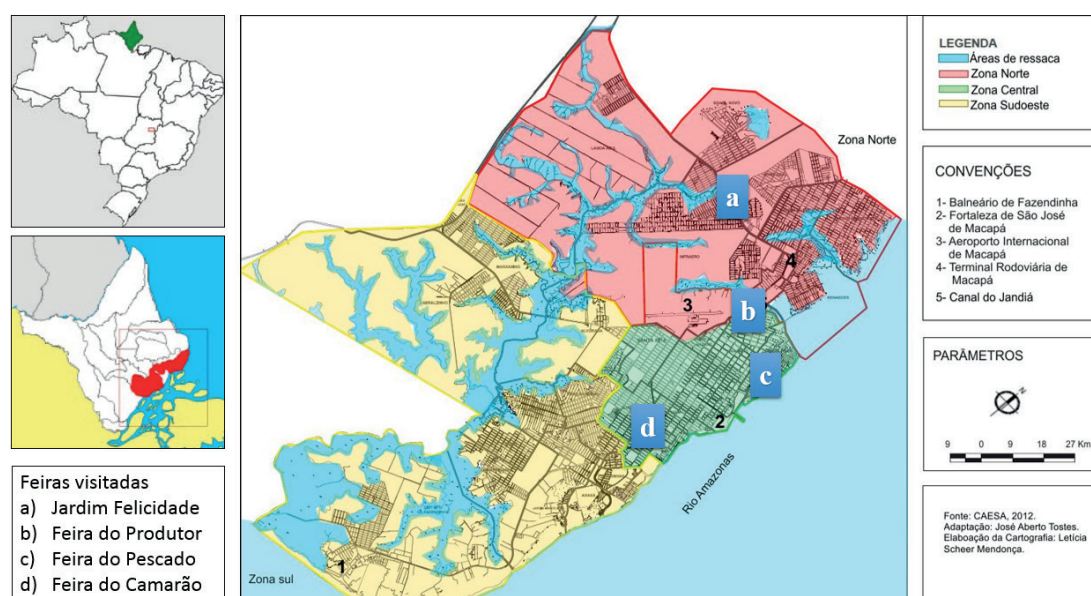 Feiras visitadas
a) Jardim Felicidade
b) Feira do Produtor
c) Feira do Pescado
d) Feira do Camarão
Zona Norte
a
1
4
3
b
c
2
d
Rio Amazonas
1
Zona sul
LEGENDA
Áreas de ressaca
Zona Norte
Zona Central
Zona Sudoeste
CONVENÇÕES
1- Balneário de Fazendinha
2- Fortaleza de São José
de Macapá
3- Aeroporto Internacional
de Macapá
4- Terminal Rodoviária de
Macapá
5- Canal do Jandiá
PARÂMETROS
N
9 0 9 18 27 Km
Fonte: CAESA, 2012.
Adaptação: José Aberto Tostes.
Elaboação da Cartografia: Letícia
Scheer Mendonça.